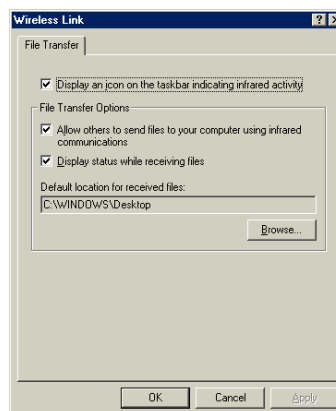 Wireless Link
File Transfer
Display an icon on the taskbar indicating infrared activity
File Transfer Options
Allow others to send files to your computer using infrared
communications
Display status while receiving files
Default location for received files:
C:\WINDOWS\Desktop
Browse...
OK Cancel Apply